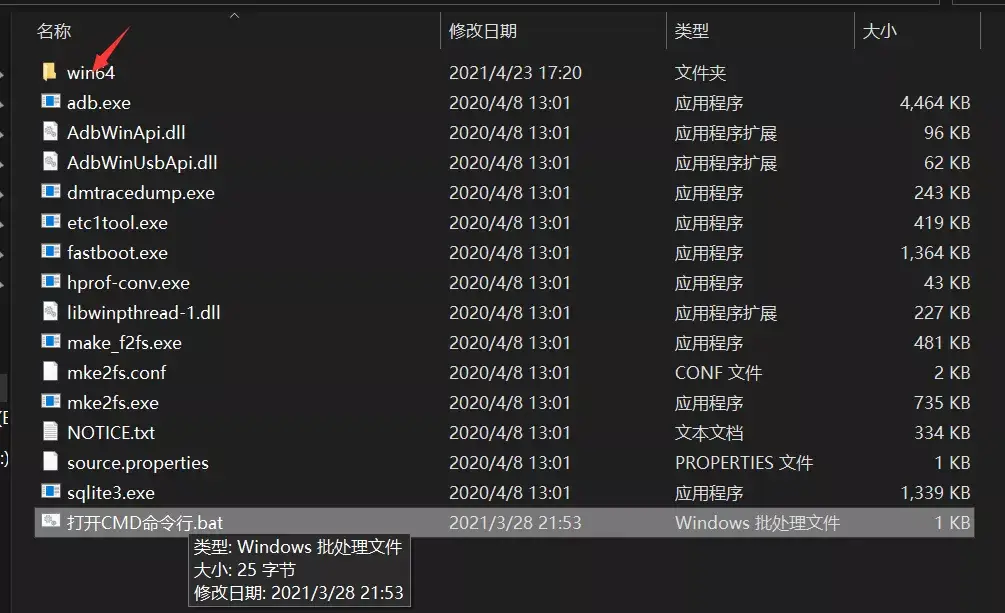 名称 修改日期 类型 大小
win64 2021/4/23 17:20 文件夹
adb.exe 2020/4/8 13:01 应用程序 4,464 KB
AdbWinApi.dll 2020/4/8 13:01 应用程序扩展 96 KB
AdbWinUsbApi.dll 2020/4/8 13:01 应用程序扩展 62 KB
dmtracedump.exe 2020/4/8 13:01 应用程序 243 KB
etc1tool.exe 2020/4/8 13:01 应用程序 419 KB
fastboot.exe 2020/4/8 13:01 应用程序 1,364 KB
hprof-conv.exe 2020/4/8 13:01 应用程序 43 KB
libwinpthread-1.dll 2020/4/8 13:01 应用程序扩展 227 KB
make_f2fs.exe 2020/4/8 13:01 应用程序 481 KB
mke2fs.conf 2020/4/8 13:01 CONF 文件 2 KB
mke2fs.exe 2020/4/8 13:01 应用程序 735 KB
NOTICE.txt 2020/4/8 13:01 文本文档 334 KB
source.properties 2020/4/8 13:01 PROPERTIES 文件 1 KB
sqlite3.exe 2020/4/8 13:01 应用程序 1,339 KB
打开CMD命令行.bat 2021/3/28 21:53 Windows 批处理文件 1 KB
类型: Windows 批处理文件
大小: 25 字节
修改日期: 2021/3/28 21:53